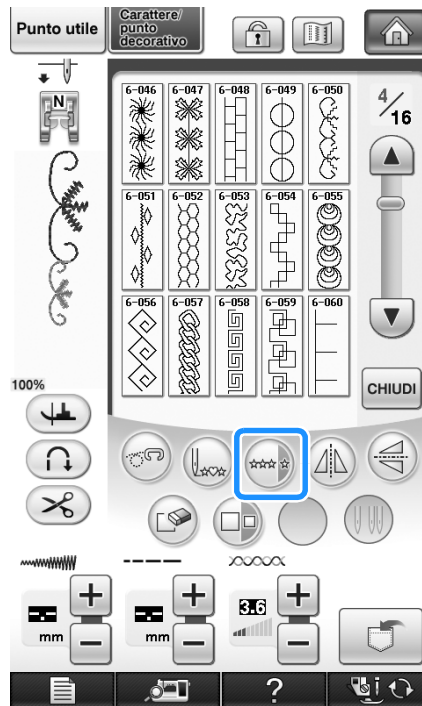 Punto utile
Carattere/
punto
decorativo
N
6-046 6-047 6-048 6-049 6-050
4/16
6-051 6-052 6-053 6-054 6-055
6-056 6-057 6-058 6-059 6-060
100%
CHIUDI
+ + 3.6 +
mm − mm − −
?